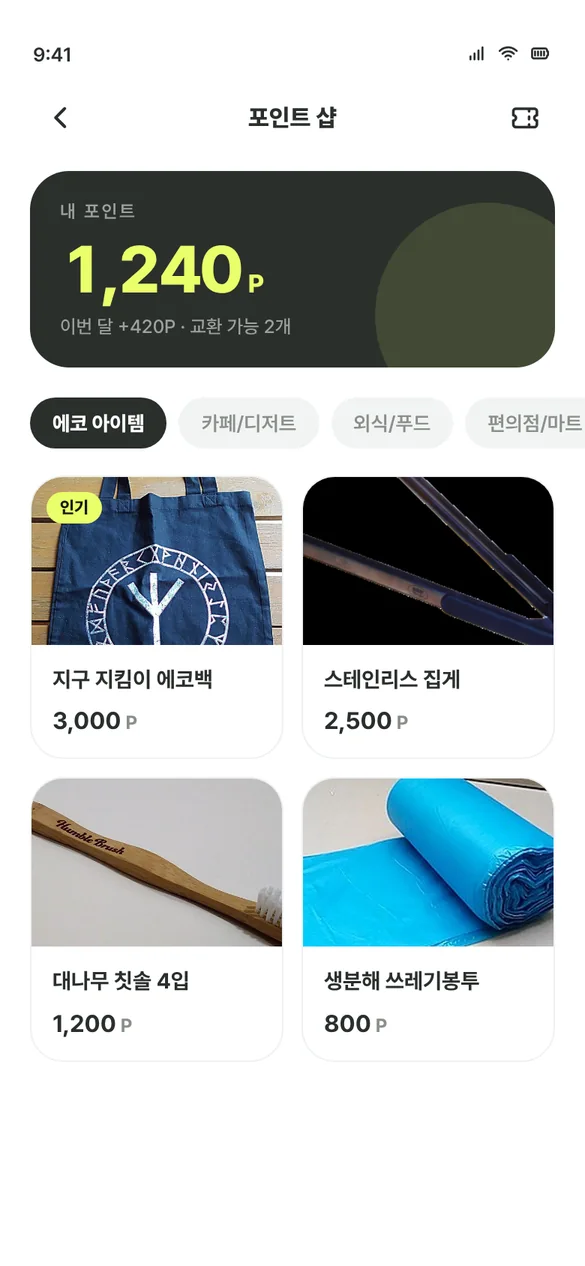 9:41
포인트 샵
내 포인트
1,240 P
이번 달 +420P · 교환 가능 2개
에코 아이템
카페/디저트
외식/푸드
편의점/마트
인기
지구 지킴이 에코백
3,000 P
스테인리스 집게
2,500 P
Humble Brush
대나무 칫솔 4입
1,200 P
생분해 쓰레기봉투
800 P